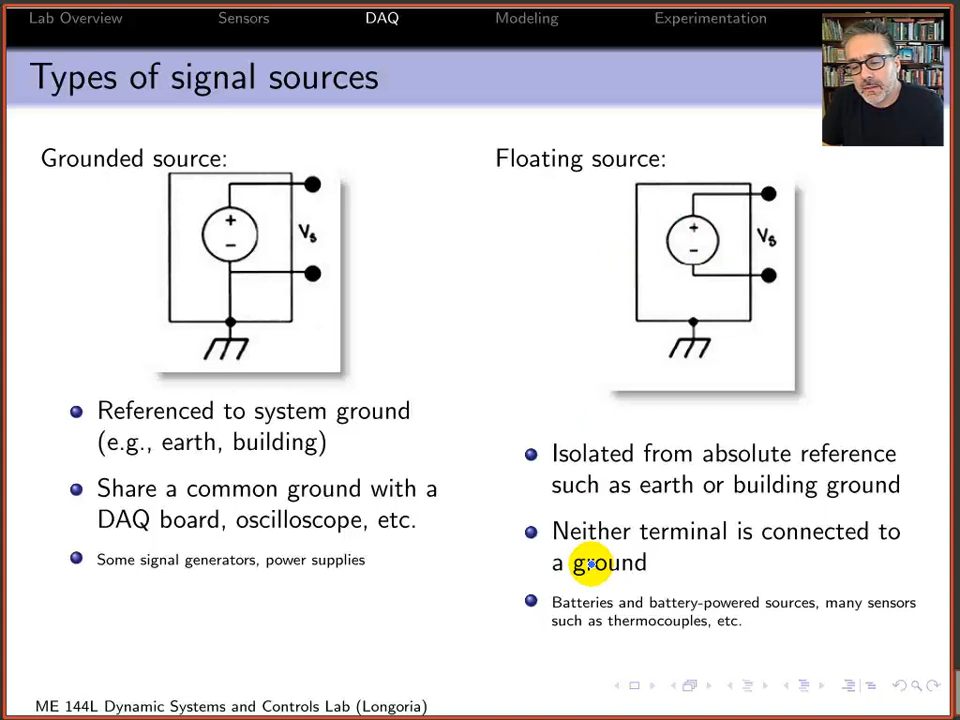 Lab Overview Sensors DAQ Modeling Experimentation
Types of signal sources
Grounded source:
+
−
Vs
Referenced to system ground
(e.g., earth, building)
Share a common ground with a
DAQ board, oscilloscope, etc.
Some signal generators, power supplies
Floating source:
+
−
Vs
Isolated from absolute reference
such as earth or building ground
Neither terminal is connected to
a ground
Batteries and battery-powered sources, many sensors
such as thermocouples, etc.
ME 144L Dynamic Systems and Controls Lab (Longoria)